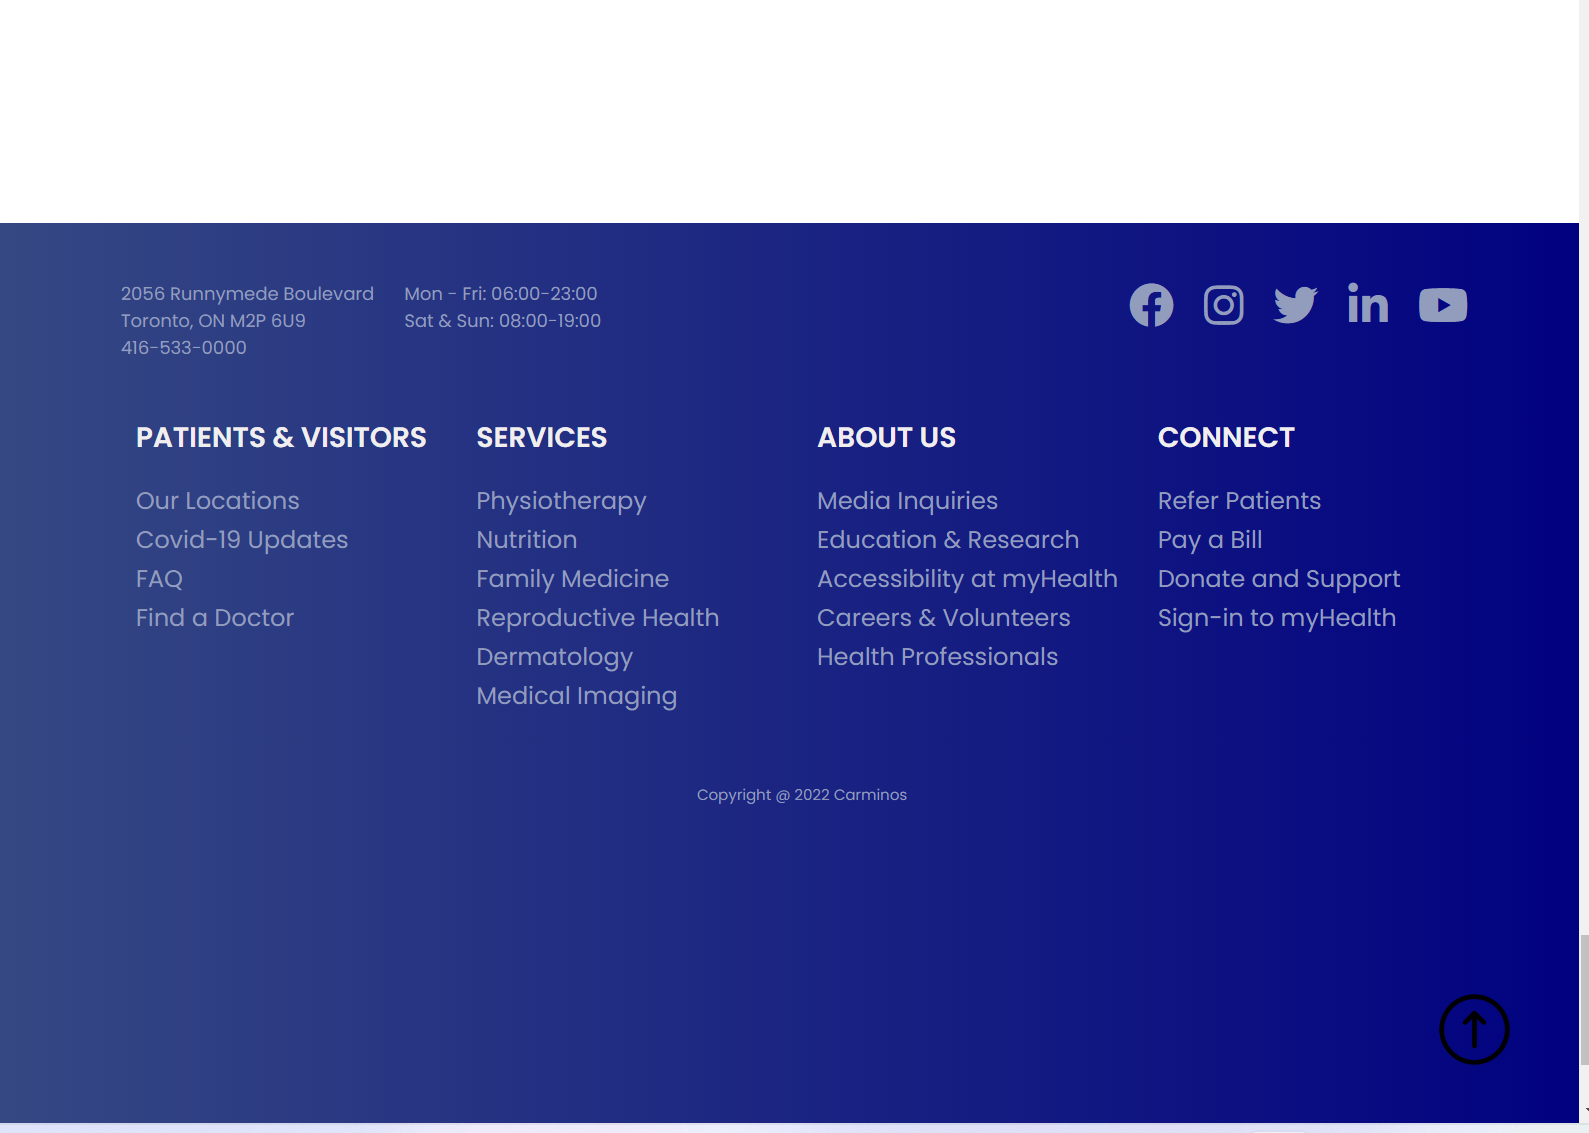 2056 Runnymede Boulevard
Toronto, ON M2P 6U9
416-533-0000
Mon - Fri: 06:00-23:00
Sat & Sun: 08:00-19:00
PATIENTS & VISITORS
Our Locations
Covid-19 Updates
FAQ
Find a Doctor
SERVICES
Physiotherapy
Nutrition
Family Medicine
Reproductive Health
Dermatology
Medical Imaging
ABOUT US
Media Inquiries
Education & Research
Accessibility at myHealth
Careers & Volunteers
Health Professionals
CONNECT
Refer Patients
Pay a Bill
Donate and Support
Sign-in to myHealth
Copyright @ 2022 Carminos